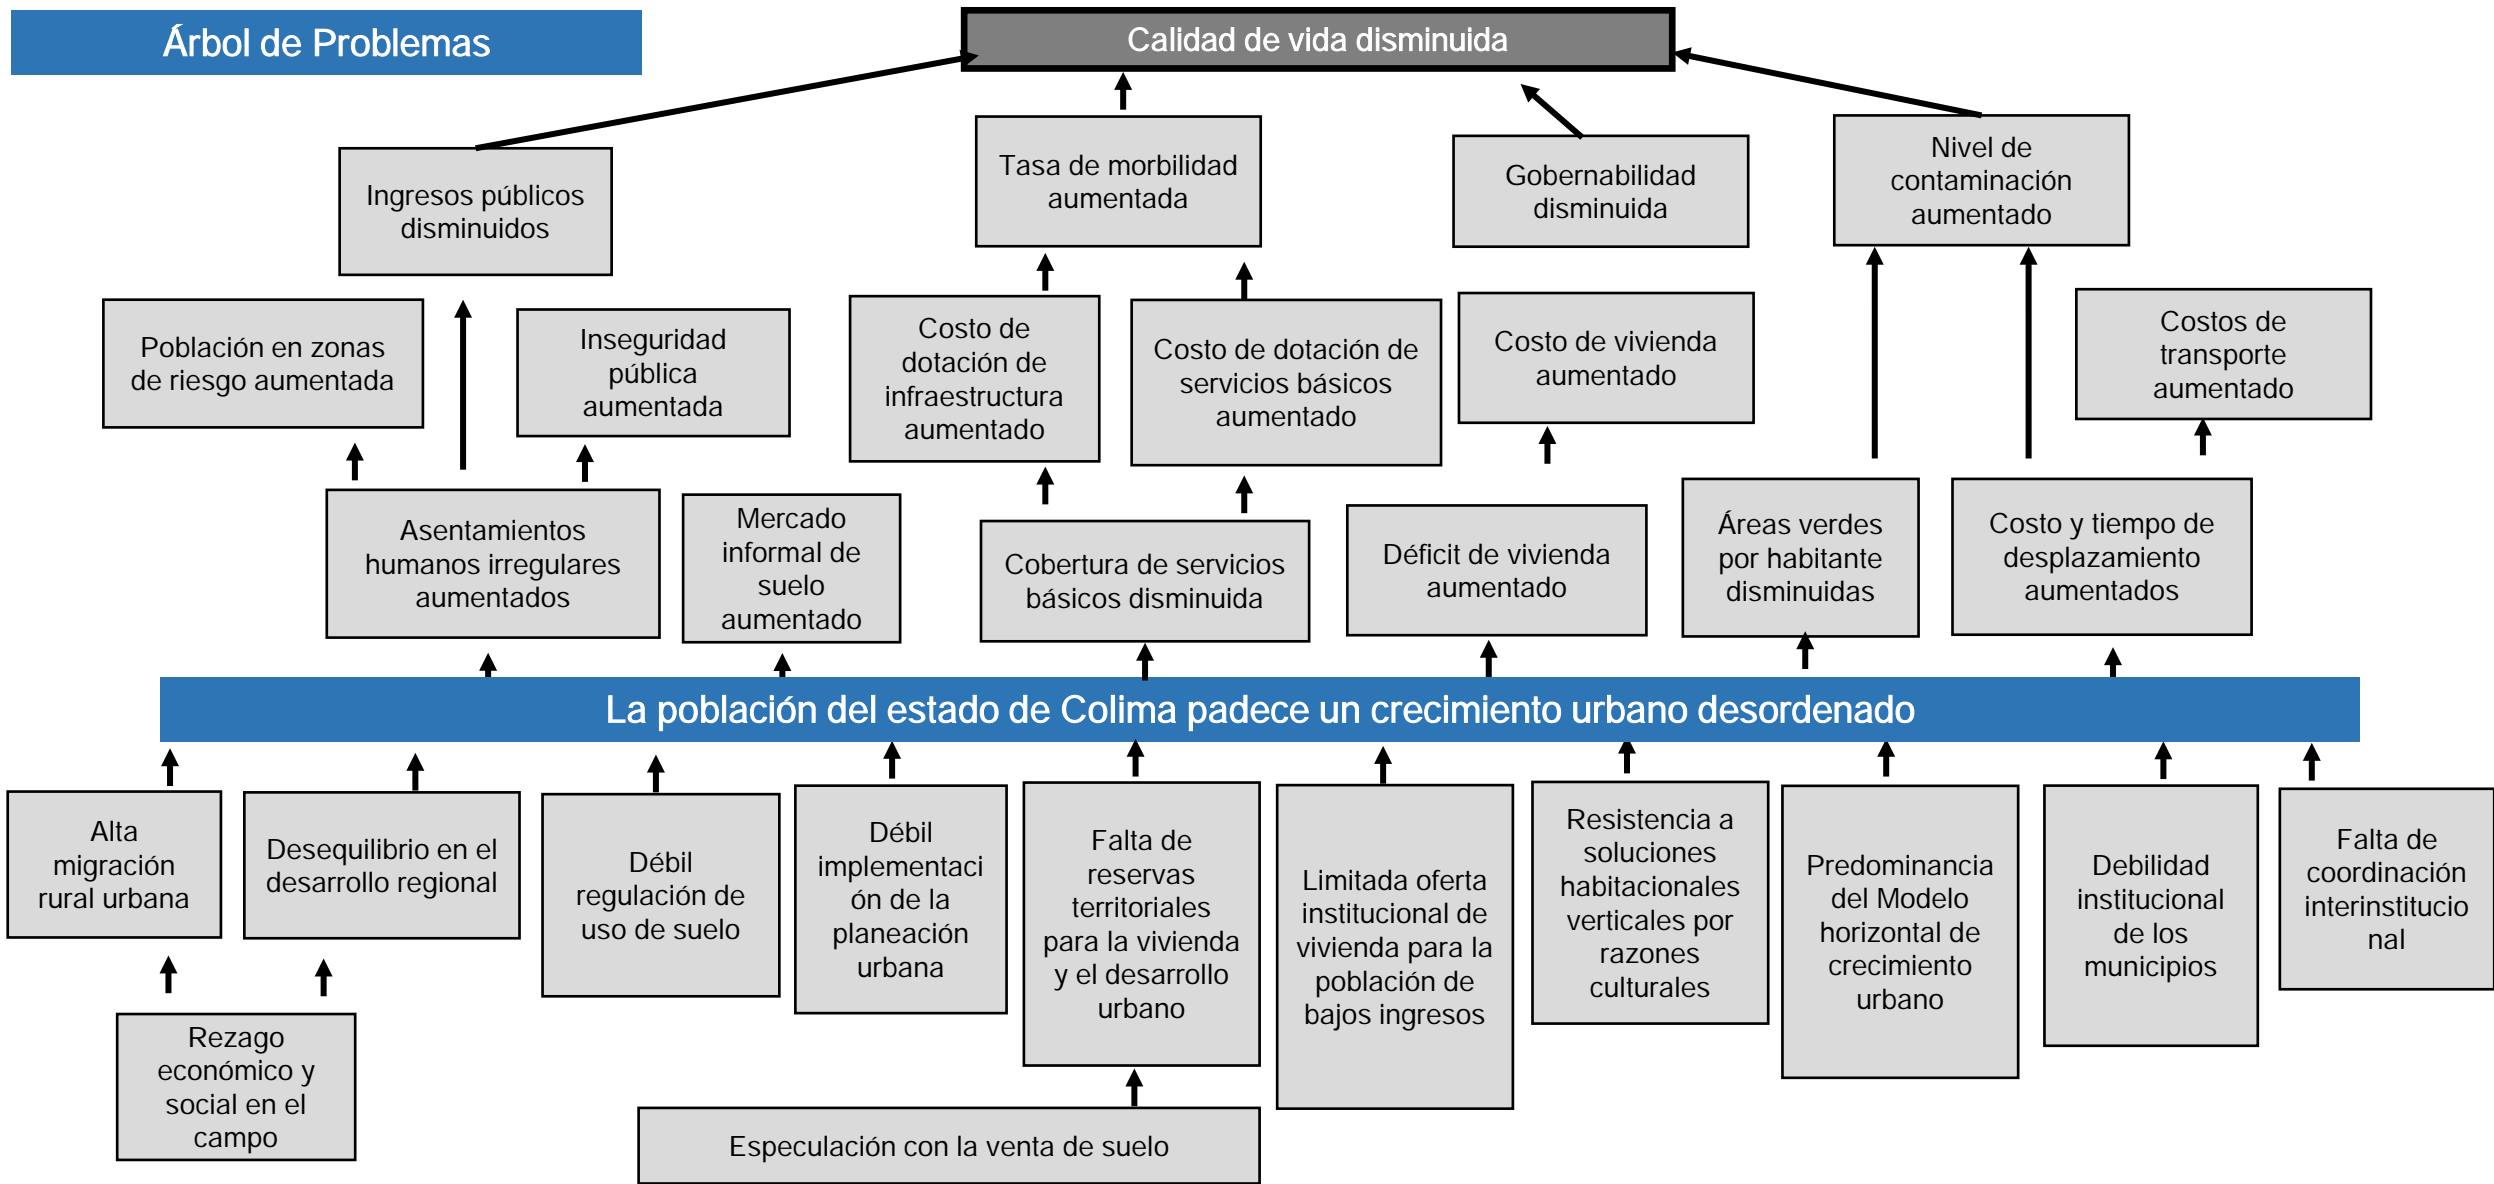 Árbol de Problemas
Calidad de vida disminuida
Ingresos públicos
disminuidos
Tasa de morbilidad
aumentada
Gobernabilidad
disminuida
Nivel de
contaminación
aumentado
Población en zonas
de riesgo aumentada
Inseguridad
pública
aumentada
Costo de
dotación de
infraestructura
aumentado
Costo de dotación de
servicios básicos
aumentado
Costo de vivienda
aumentado
Costos de
transporte
aumentado
Asentamientos
humanos irregulares
aumentados
Mercado
informal de
suelo
aumentado
Cobertura de servicios
básicos disminuida
Déficit de vivienda
aumentado
Áreas verdes
por habitante
disminuidas
Costo y tiempo de
desplazamiento
aumentados
La población del estado de Colima padece un crecimiento urbano desordenado
Alta
migración
rural urbana
Desequilibrio en el
desarrollo regional
Débil
regulación de
uso de suelo
Débil
implementaci
ón de la
planeación
urbana
Falta de
reservas
territoriales
para la vivienda
y el desarrollo
urbano
Limitada oferta
institucional de
vivienda para la
población de
bajos ingresos
Resistencia a
soluciones
habitacionales
verticales por
razones
culturales
Predominancia
del Modelo
horizontal de
crecimiento
urbano
Debilidad
institucional
de los
municipios
Falta de
coordinación
interinstitucio
nal
Rezago
económico y
social en el
campo
Especulación con la venta de suelo